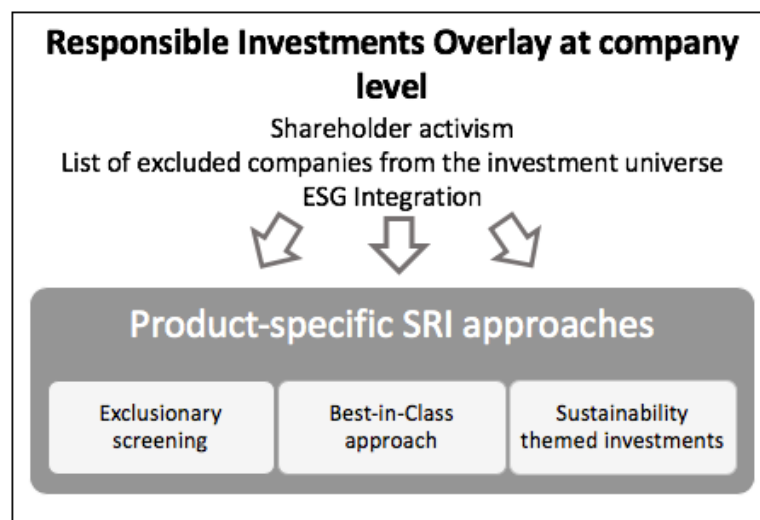 Responsible Investments Overlay at company
level
Shareholder activism
List of excluded companies from the investment universe
ESG Integration
Product-specific SRI approaches
Exclusionary
screening
Best-in-Class
approach
Sustainability
themed investments